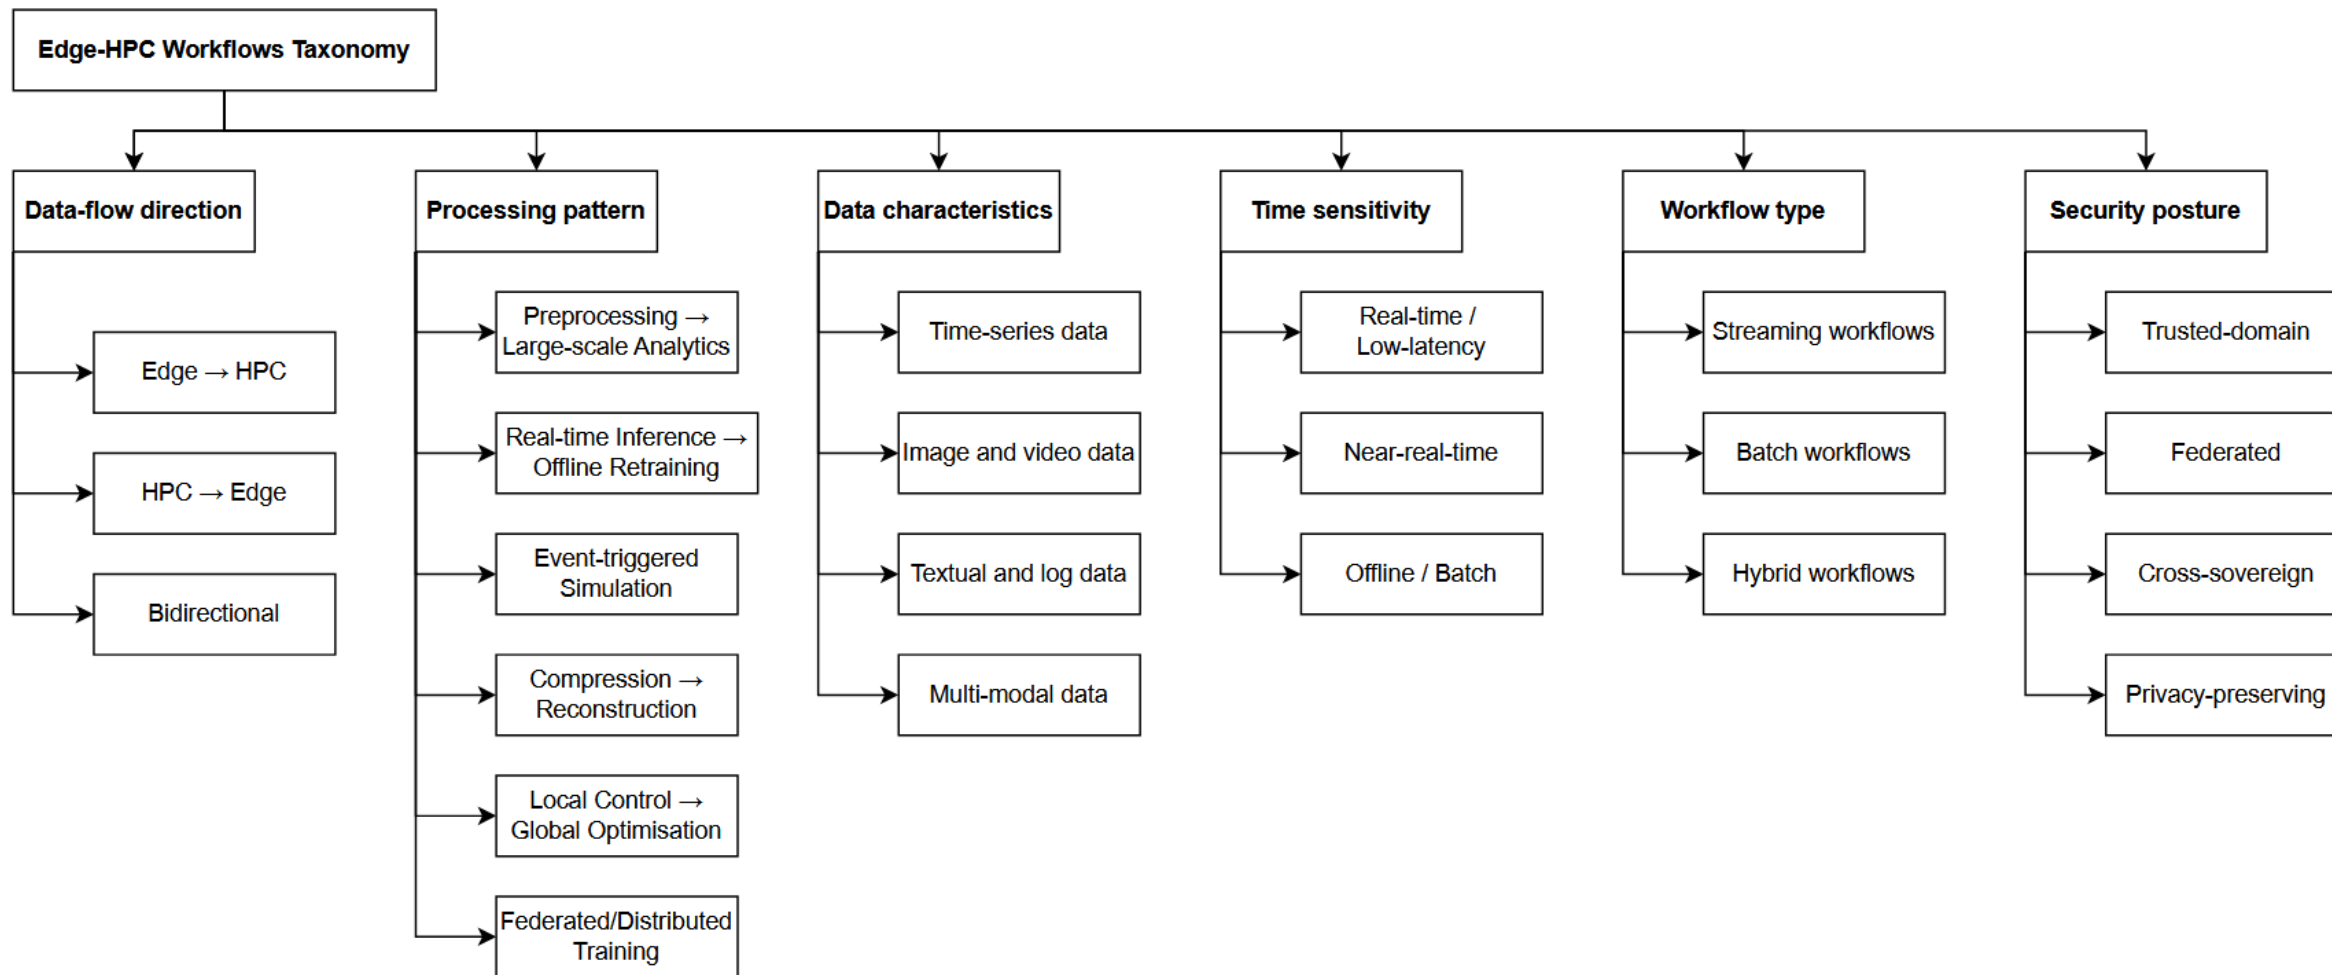 Edge-HPC Workflows Taxonomy
Data-flow direction
Edge → HPC
HPC → Edge
Bidirectional
Processing pattern
Preprocessing →
Large-scale Analytics
Real-time Inference →
Offline Retraining
Event-triggered
Simulation
Compression →
Reconstruction
Local Control →
Global Optimisation
Federated/Distributed
Training
Data characteristics
Time-series data
Image and video data
Textual and log data
Multi-modal data
Time sensitivity
Real-time /
Low-latency
Near-real-time
Offline / Batch
Workflow type
Streaming workflows
Batch workflows
Hybrid workflows
Security posture
Trusted-domain
Federated
Cross-sovereign
Privacy-preserving